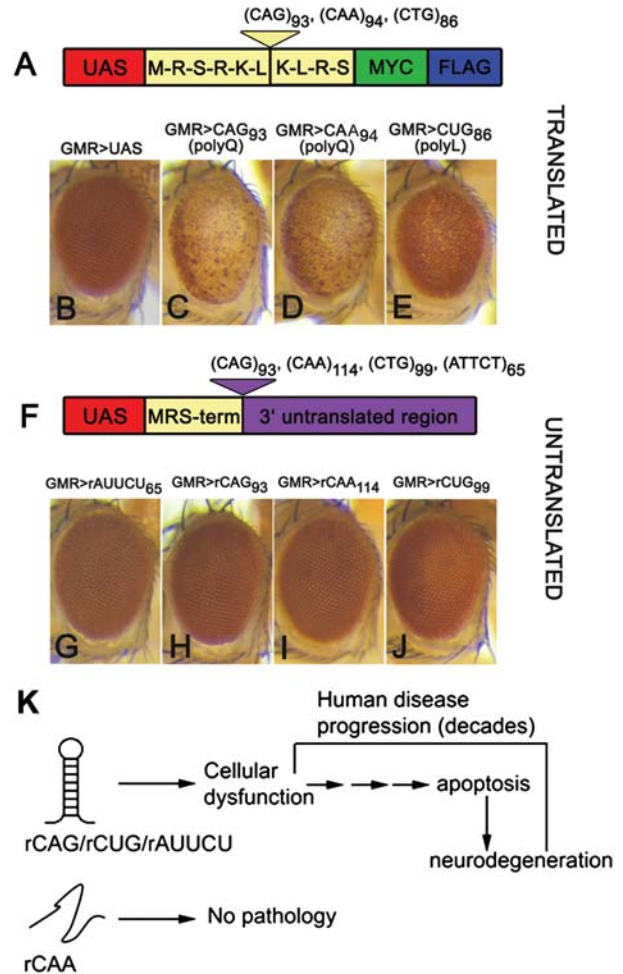 (CAG)93, (CAA)94, (CTG)86
A
UAS M-R-S-R-K-L K-L-R-S MYC FLAG
TRANSLATED
GMR>UAS
GMR>CAG93
(polyQ)
GMR>CAA94
(polyQ)
GMR>CUG86
(polyL)
B C D E
(CAG)93, (CAA)114, (CTG)99, (ATTCT)65
F
UAS MRS-term 3' untranslated region
UNTRANSLATED
GMR>rAUUCU65 GMR>rCAG93 GMR>rCAA114 GMR>rCUG99
G H I J
K
Human disease
progression (decades)
Cellular
dysfunction
apoptosis
rCAG/rCUG/rAUUCU
neurodegeneration
No pathology
rCAA